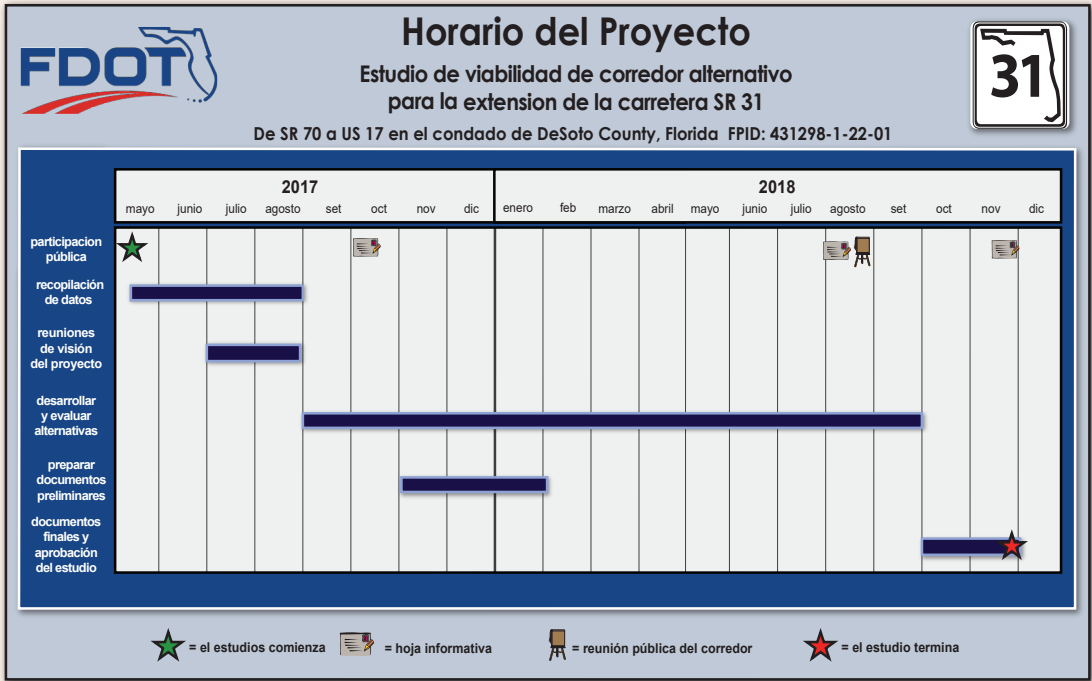 FDOT
Horario del Proyecto
Estudio de viabilidad de corredor alternativo
para la extension de la carretera SR 31
De SR 70 a US 17 en el condado de DeSoto County, Florida FPID: 431298-1-22-01
31
2017 2018
mayo junio julio agosto set oct nov dic enero feb marzo abril mayo junio julio agosto set oct nov dic
participacion
pública
recopilación
de datos
reuniones
de visión
del proyecto
desarrollar
y evaluar
alternativas
preparar
documentos
preliminares
documentos
finales y
aprobación
del estudio
= el estudios comienza = hoja informativa = reunión pública del corredor = el estudio termina